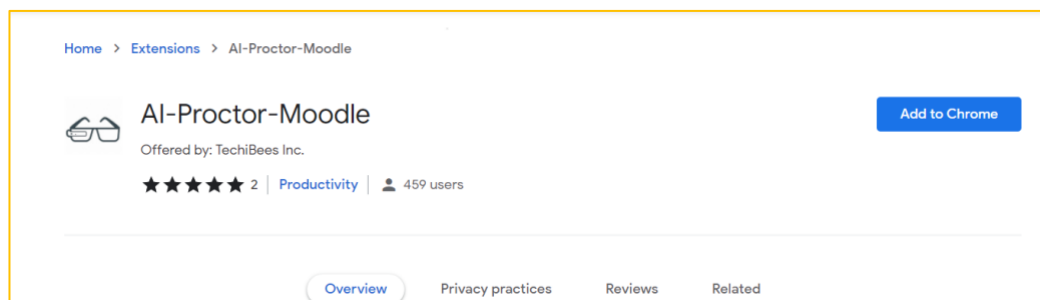 Home > Extensions > AI-Proctor-Moodle
AI-Proctor-Moodle
Add to Chrome
Offered by: TechiBees Inc.
2 | Productivity | 459 users
Overview Privacy practices Reviews Related